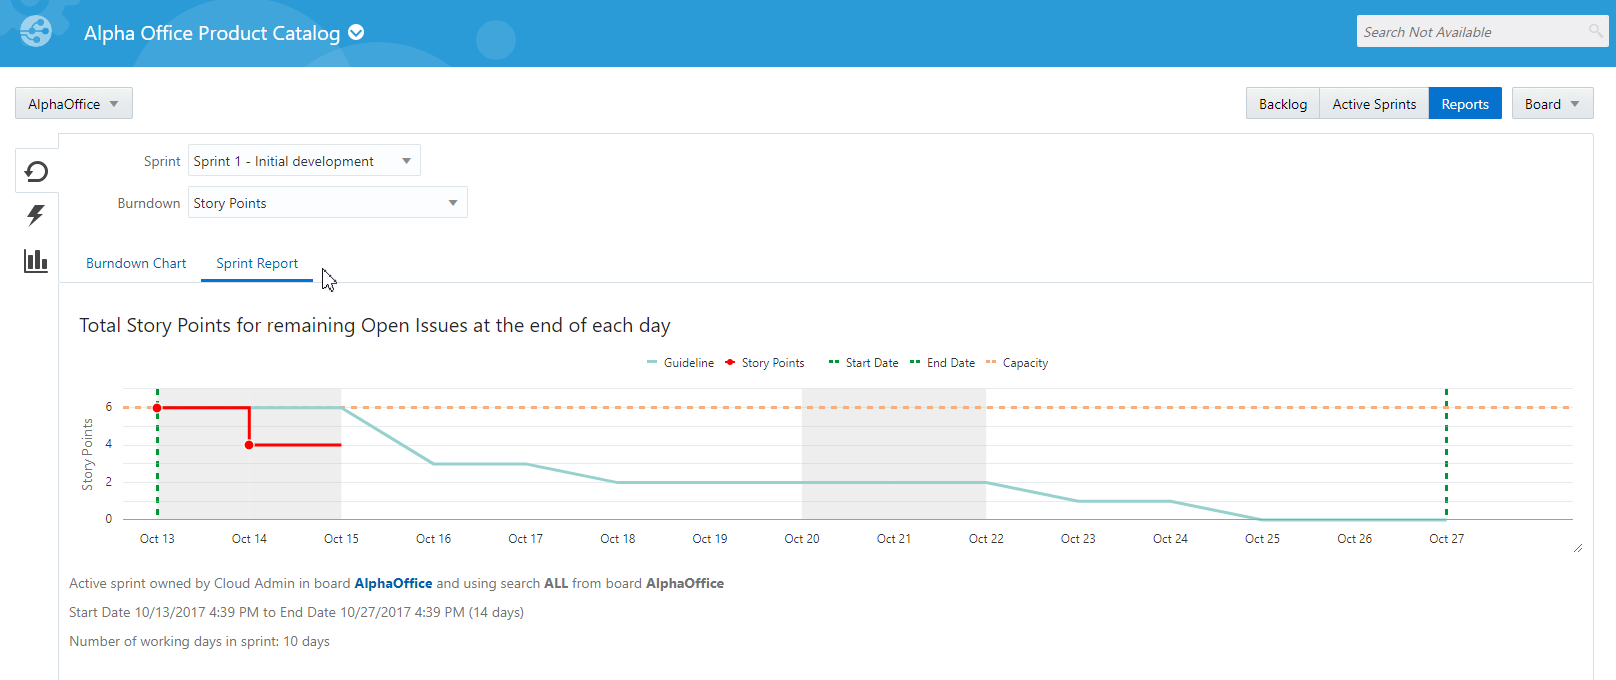 Alpha Office Product Catalog
Search Not Available
AlphaOffice
Backlog Active Sprints Reports Board
Sprint Sprint 1 - Initial development
Burndown Story Points
Burndown Chart Sprint Report
Total Story Points for remaining Open Issues at the end of each day
Guideline Story Points Start Date End Date Capacity
Story Points
6
4
2
0
Oct 13 Oct 14 Oct 15 Oct 16 Oct 17 Oct 18 Oct 19 Oct 20 Oct 21 Oct 22 Oct 23 Oct 24 Oct 25 Oct 26 Oct 27
Active sprint owned by Cloud Admin in board AlphaOffice and using search ALL from board AlphaOffice
Start Date 10/13/2017 4:39 PM to End Date 10/27/2017 4:39 PM (14 days)
Number of working days in sprint: 10 days